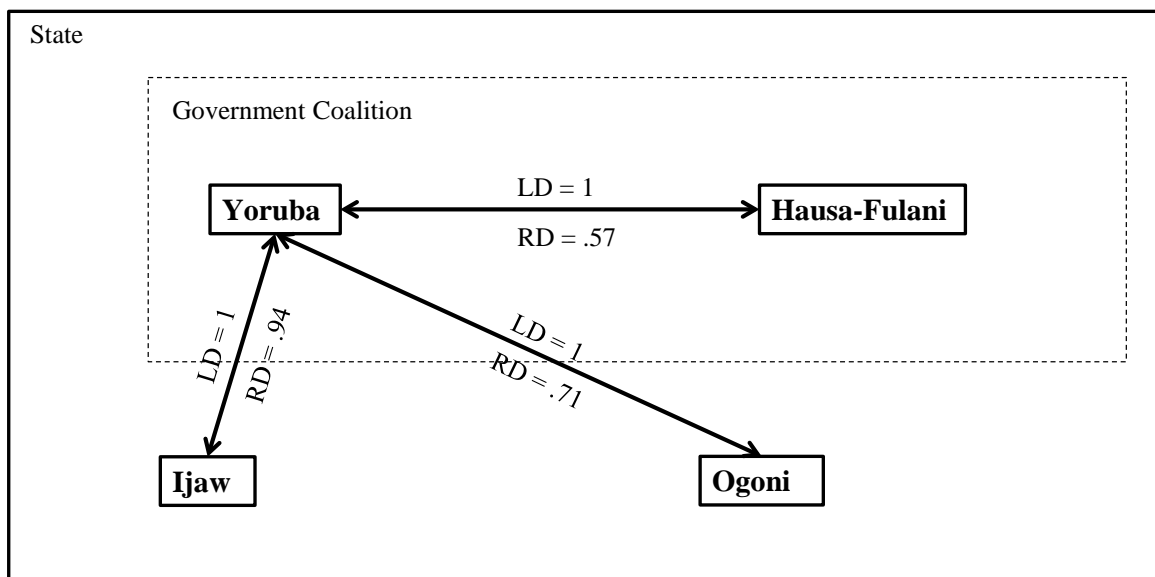 State
Government Coalition
LD = 1
Yoruba
Hausa-Fulani
RD = .57
LD = 1
RD = .94
LD = 1
RD = .71
Ijaw
Ogoni